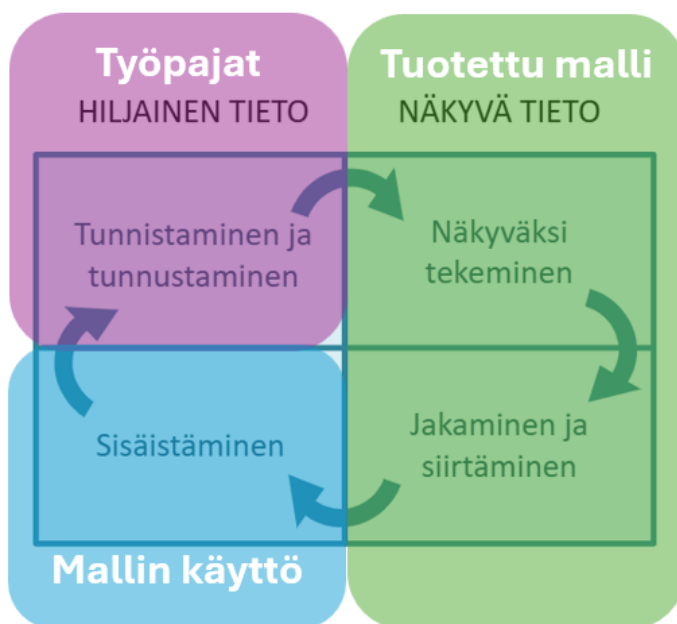 Työpajat
HILJAINEN TIETO
Tuotettu malli
NÄKYVÄ TIETO
Tunnistaminen ja
tunnustaminen
Näkyväksi
tekeminen
Sisäistäminen
Jakaminen ja
siirtäminen
Mallin käyttö